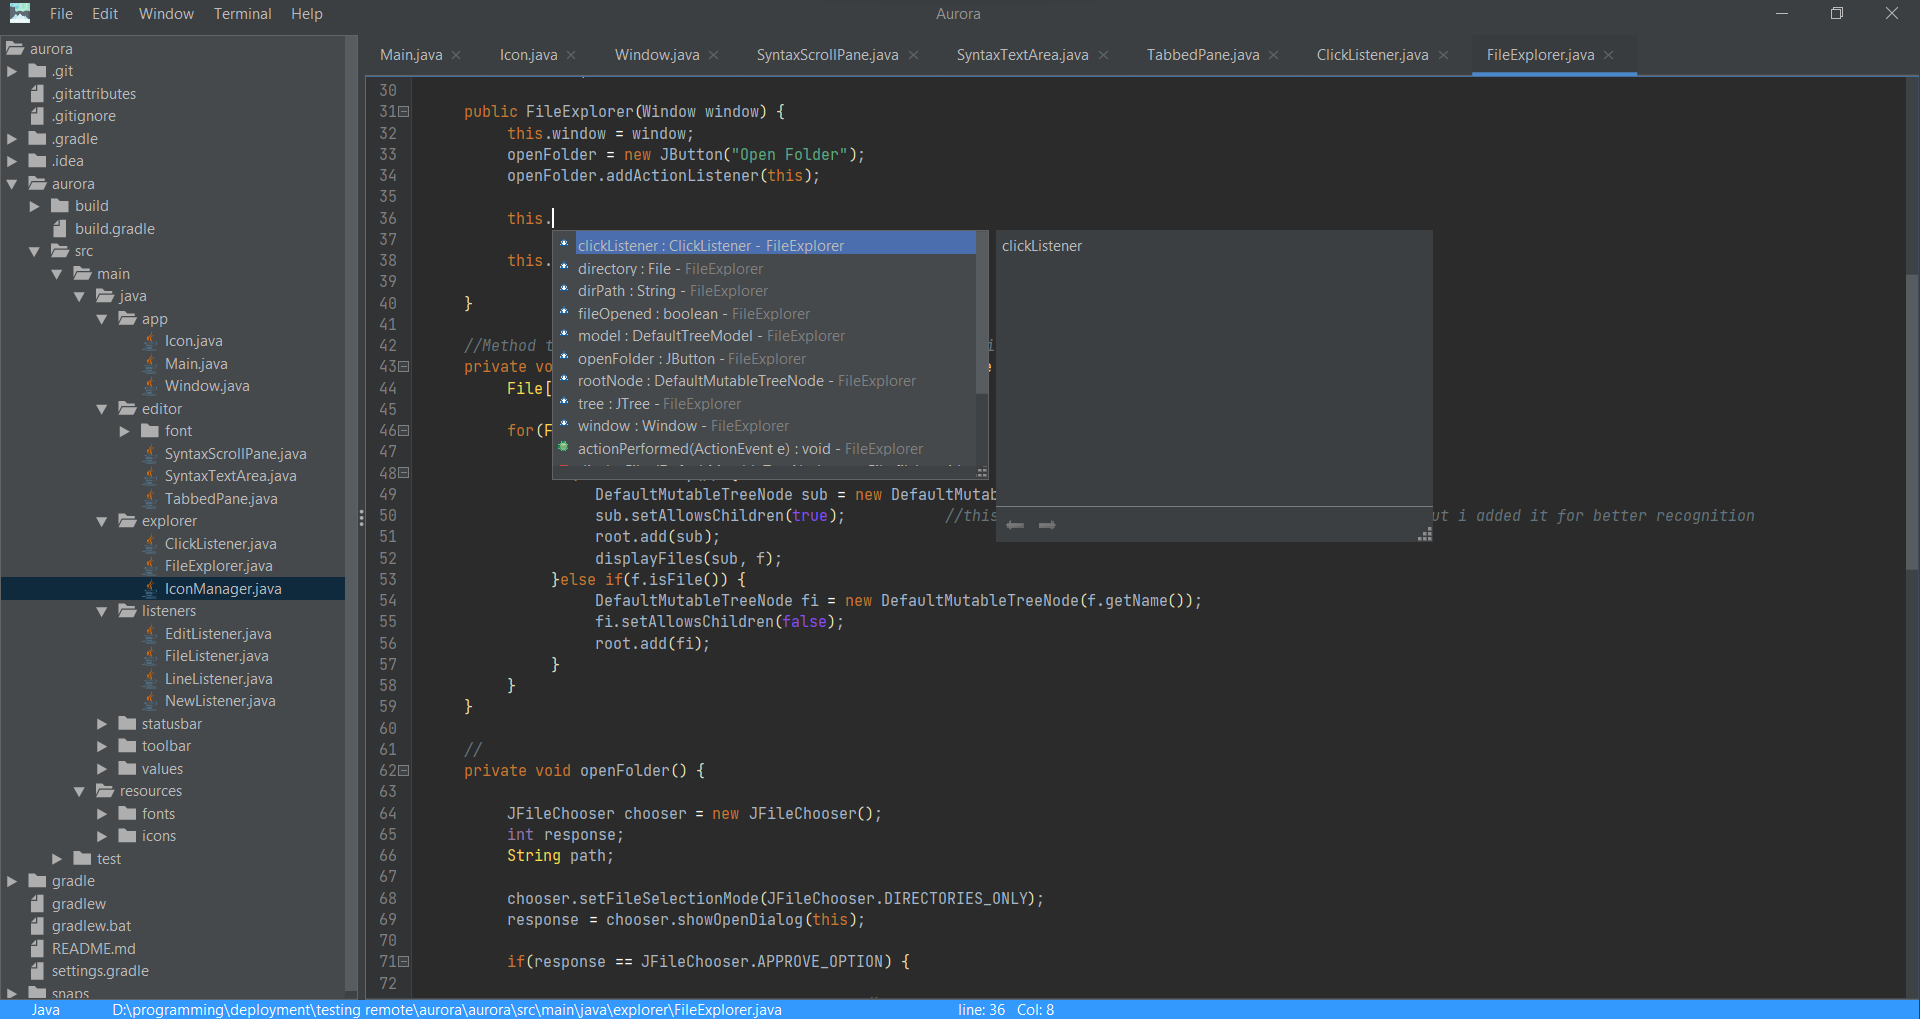 File Edit Window Terminal Help
Aurora
aurora
.git
.gitattributes
.gitignore
.gradle
.idea
aurora
build
build.gradle
src
main
java
app
Icon.java
Main.java
Window.java
editor
font
SyntaxScrollPane.java
SyntaxTextArea.java
TabbedPane.java
explorer
ClickListener.java
FileExplorer.java
IconManager.java
listeners
EditListener.java
FileListener.java
LineListener.java
NewListener.java
statusbar
toolbar
values
resources
fonts
icons
test
gradle
gradlew
gradlew.bat
README.md
settings.gradle
snaps
Main.java Icon.java Window.java SyntaxScrollPane.java SyntaxTextArea.java TabbedPane.java ClickListener.java FileExplorer.java
30
31 public FileExplorer(Window window) {
32 this.window = window;
33 openFolder = new JButton("Open Folder");
34 openFolder.addActionListener(this);
35
36 this.
37
38 this.
39
40 }
41
42 //Method
43 private vo
44 File[
45
46 for(F
47
48
49 DefaultMutableTreeNode sub = new DefaultMutab
50 sub.setAllowsChildren(true); //this ut i added it for better recognition
51 root.add(sub);
52 displayFiles(sub, f);
53 }else if(f.isFile()) {
54 DefaultMutableTreeNode fi = new DefaultMutableTreeNode(f.getName());
55 fi.setAllowsChildren(false);
56 root.add(fi);
57 }
58 }
59 }
60
61 //
62 private void openFolder() {
63
64 JFileChooser chooser = new JFileChooser();
65 int response;
66 String path;
67
68 chooser.setFileSelectionMode(JFileChooser.DIRECTORIES_ONLY);
69 response = chooser.showOpenDialog(this);
70
71 if(response == JFileChooser.APPROVE_OPTION) {
72
clickListener : ClickListener - FileExplorer
directory : File - FileExplorer
dirPath : String - FileExplorer
fileOpened : boolean - FileExplorer
model : DefaultTreeModel - FileExplorer
openFolder : JButton - FileExplorer
rootNode : DefaultMutableTreeNode - FileExplorer
tree : JTree - FileExplorer
window : Window - FileExplorer
actionPerformed(ActionEvent e) : void - FileExplorer
clickListener
Java D:\programming\deployment\testing remote\aurora\aurora\src\main\java\explorer\FileExplorer.java line: 36 Col: 8